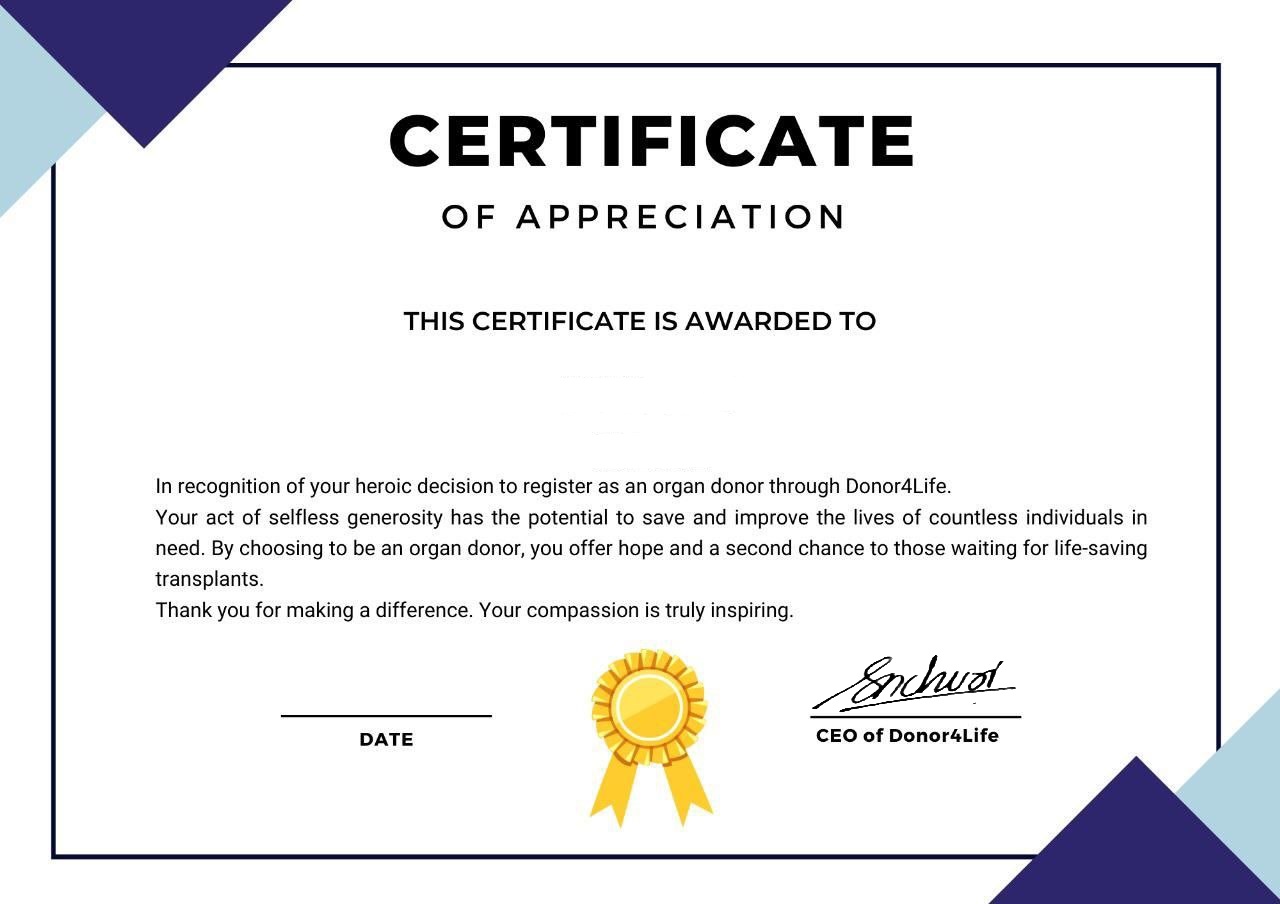 CERTIFICATE
OF APPRECIATION
THIS CERTIFICATE IS AWARDED TO
In recognition of your heroic decision to register as an organ donor through Donor4Life.
Your act of selfless generosity has the potential to save and improve the lives of countless individuals in
need. By choosing to be an organ donor, you offer hope and a second chance to those waiting for life-saving
transplants.
Thank you for making a difference. Your compassion is truly inspiring.
DATE
CEO of Donor4Life